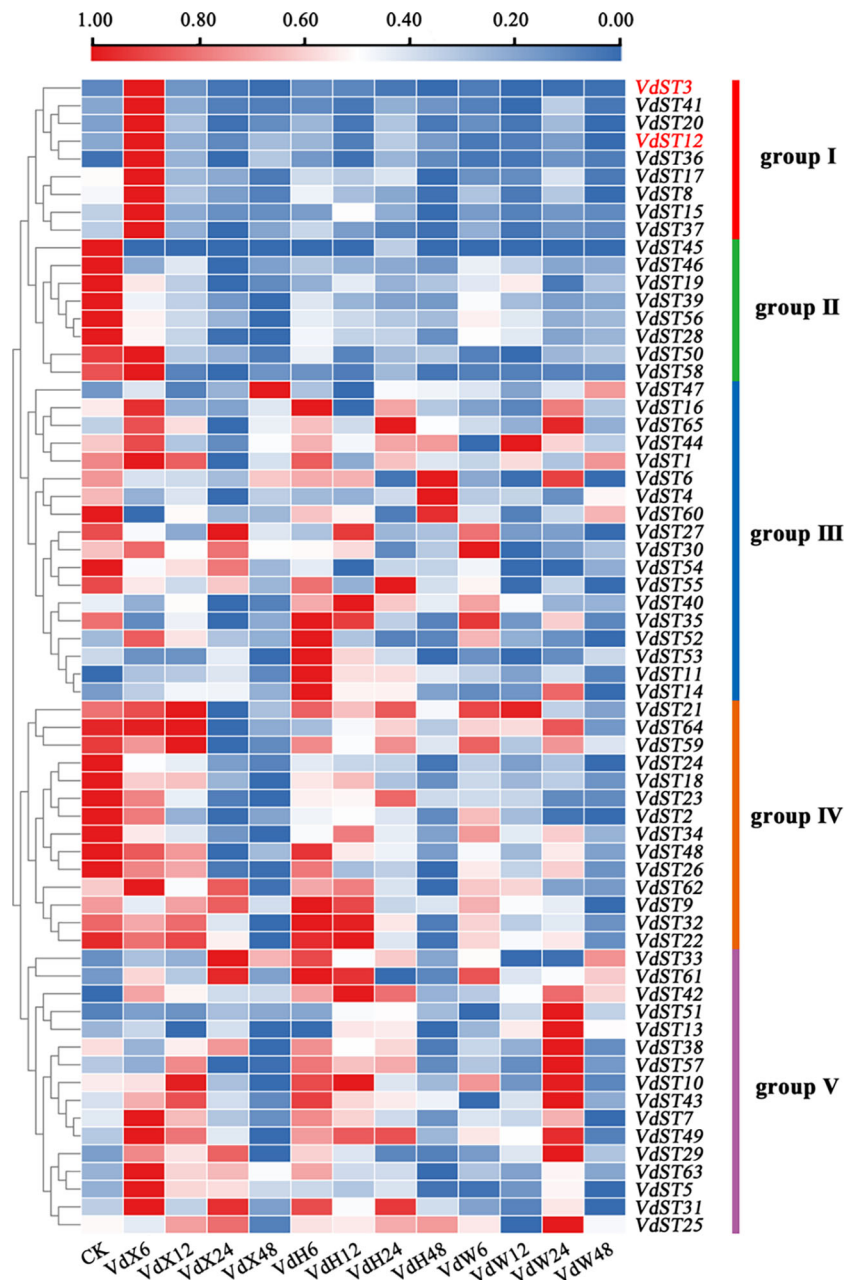 1.00 0.80 0.60 0.40 0.20 0.00
VdST3
VdST41
VdST20
VdST12
VdST36
VdST17
VdST8
VdST15
VdST37
VdST45
VdST46
VdST19
VdST39
VdST56
VdST28
VdST50
VdST58
VdST47
VdST16
VdST65
VdST44
VdST1
VdST6
VdST4
VdST60
VdST27
VdST30
VdST54
VdST55
VdST40
VdST35
VdST52
VdST53
VdST11
VdST14
VdST21
VdST64
VdST59
VdST24
VdST18
VdST23
VdST2
VdST34
VdST48
VdST26
VdST62
VdST9
VdST32
VdST22
VdST33
VdST61
VdST42
VdST51
VdST13
VdST38
VdST57
VdST10
VdST43
VdST7
VdST49
VdST29
VdST63
VdST5
VdST31
VdST25
group I
group II
group III
group IV
group V
CK VdX6 VdX12 VdX24 VdX48 VdH6 VdH12 VdH24 VdH48 VdW6 VdW12 VdW24 VdW48